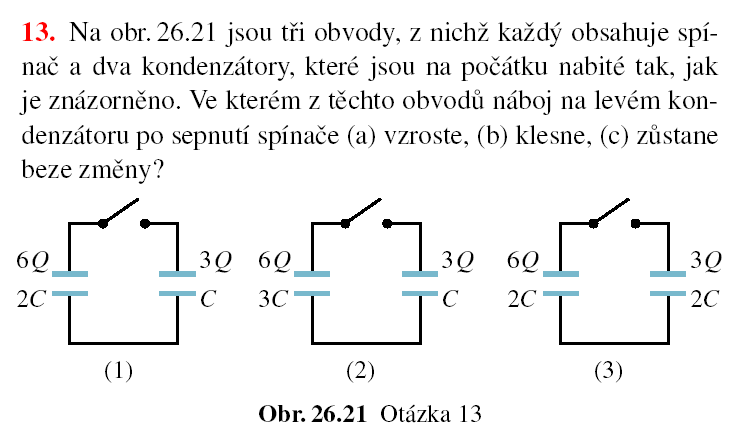 13. Na obr. 26.21 jsou tři obvody, z nichž každý obsahuje spí-
nač a dva kondenzátory, které jsou na počátku nabité tak, jak
je znázorněno. Ve kterém z těchto obvodů náboj na levém kon-
denzátoru po sepnutí spínače (a) vzroste, (b) klesne, (c) zůstane
beze změny?
6Q 3Q 6Q 3Q 6Q 3Q
2C C 3C C 2C 2C
(1) (2) (3)
Obr. 26.21 Otázka 13